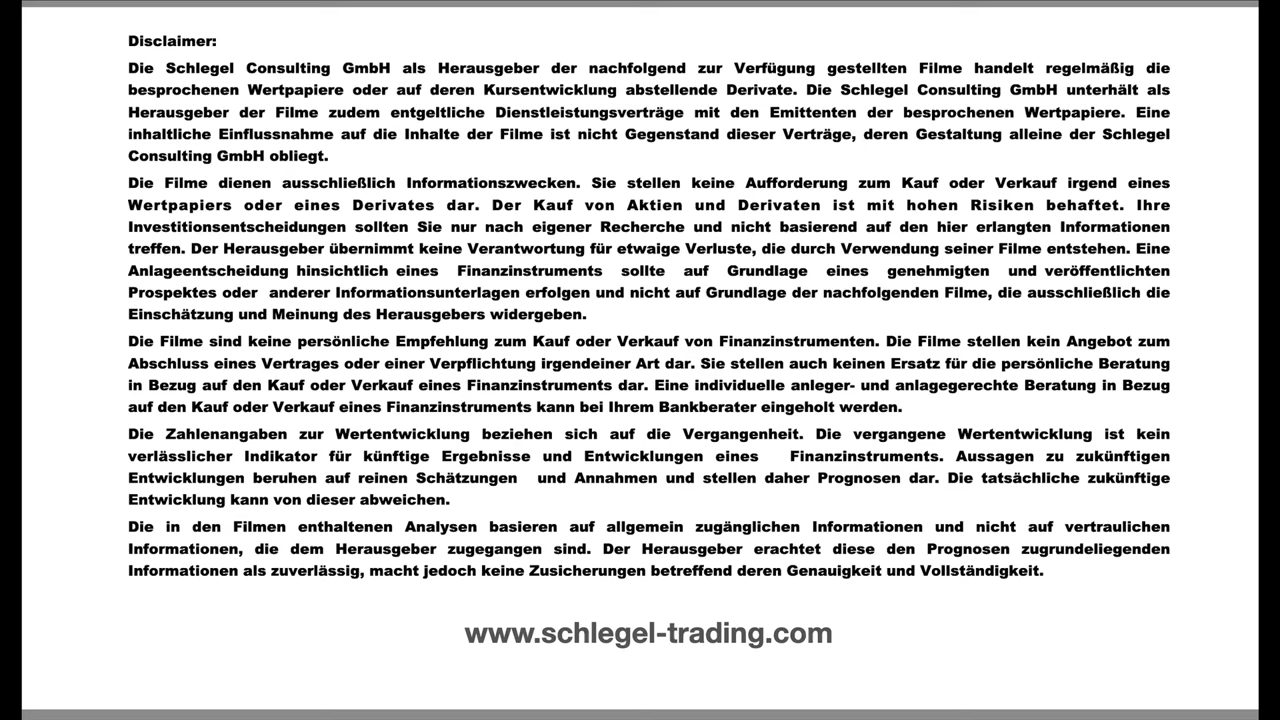 Disclaimer:
Die Schlegel Consulting GmbH als Herausgeber der nachfolgend zur Verfügung gestellten Filme handelt regelmäßig die
besprochenen Wertpapiere oder auf deren Kursentwicklung abstellende Derivate. Die Schlegel Consulting GmbH unterhält als
Herausgeber der Filme zudem entgeltliche Dienstleistungsverträge mit den Emittenten der besprochenen Wertpapiere. Eine
inhaltliche Einflussnahme auf die Inhalte der Filme ist nicht Gegenstand dieser Verträge, deren Gestaltung alleine der Schlegel
Consulting GmbH obliegt.
Die Filme dienen ausschließlich Informationszwecken. Sie stellen keine Aufforderung zum Kauf oder Verkauf irgend eines
Wertpapiers oder eines Derivates dar. Der Kauf von Aktien und Derivaten ist mit hohen Risiken behaftet. Ihre
Investitionsentscheidungen sollten Sie nur nach eigener Recherche und nicht basierend auf den hier erlangten Informationen
treffen. Der Herausgeber übernimmt keine Verantwortung für etwaige Verluste, die durch Verwendung seiner Filme entstehen. Eine
Anlageentscheidung hinsichtlich eines Finanzinstruments sollte auf Grundlage eines genehmigten und veröffentlichten
Prospektes oder anderer Informationsunterlagen erfolgen und nicht auf Grundlage der nachfolgenden Filme, die ausschließlich die
Einschätzung und Meinung des Herausgebers widergeben.
Die Filme sind keine persönliche Empfehlung zum Kauf oder Verkauf von Finanzinstrumenten. Die Filme stellen kein Angebot zum
Abschluss eines Vertrages oder einer Verpflichtung irgendeiner Art dar. Sie stellen auch keinen Ersatz für die persönliche Beratung
in Bezug auf den Kauf oder Verkauf eines Finanzinstruments dar. Eine individuelle anleger- und anlagegerechte Beratung in Bezug
auf den Kauf oder Verkauf eines Finanzinstruments kann bei Ihrem Bankberater eingeholt werden.
Die Zahlenangaben zur Wertentwicklung beziehen sich auf die Vergangenheit. Die vergangene Wertentwicklung ist kein
verlässlicher Indikator für künftige Ergebnisse und Entwicklungen eines Finanzinstruments. Aussagen zu zukünftigen
Entwicklungen beruhen auf reinen Schätzungen und Annahmen und stellen daher Prognosen dar. Die tatsächliche zukünftige
Entwicklung kann von dieser abweichen.
Die in den Filmen enthaltenen Analysen basieren auf allgemein zugänglichen Informationen und nicht auf vertraulichen
Informationen, die dem Herausgeber zugegangen sind. Der Herausgeber erachtet diese den Prognosen zugrundeliegenden
Informationen als zuverlässig, macht jedoch keine Zusicherungen betreffend deren Genauigkeit und Vollständigkeit.
www.schlegel-trading.com